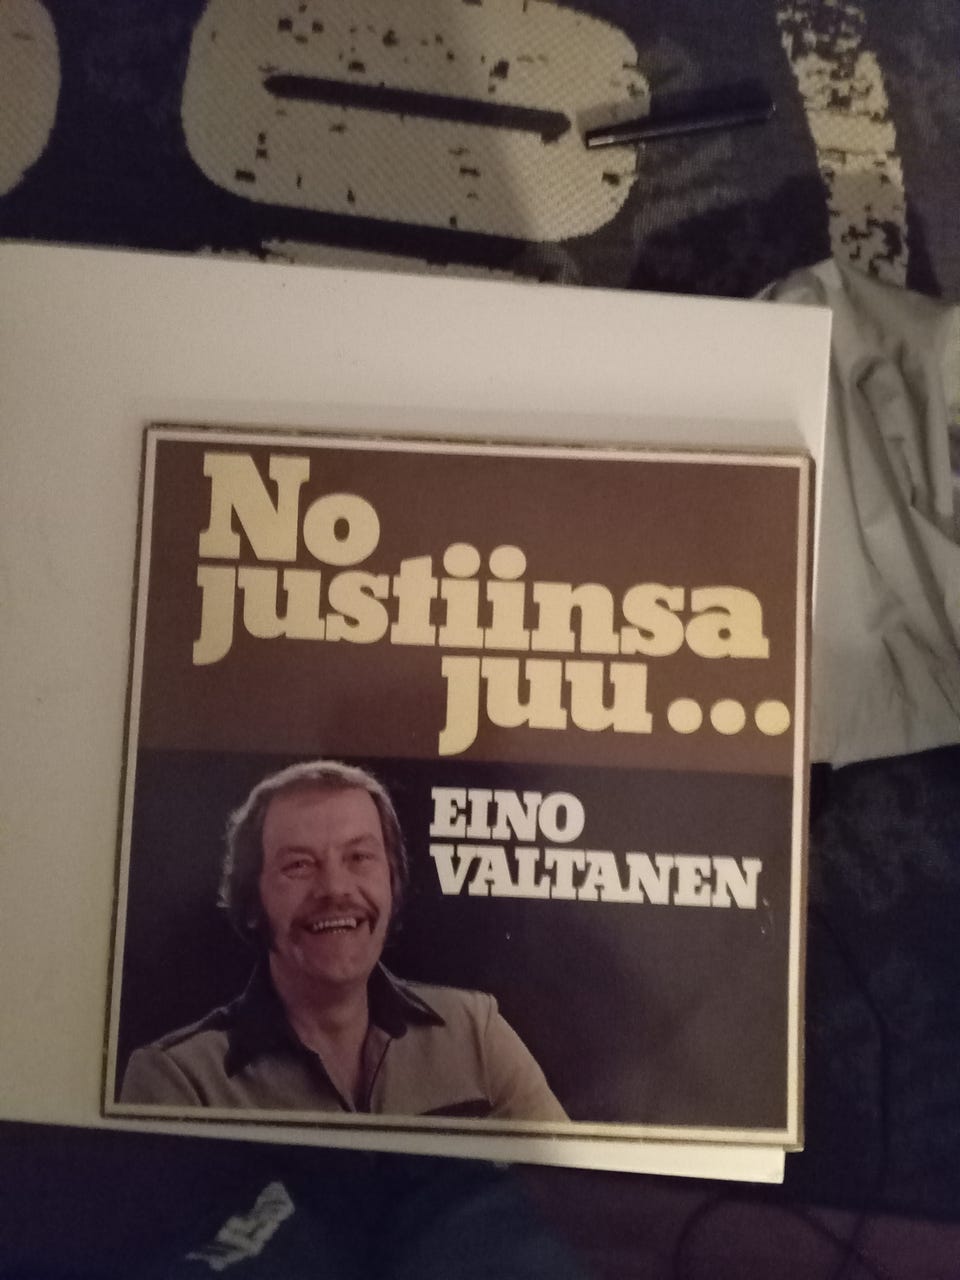 No
justiinsa
juu...
EINO
VALTANEN